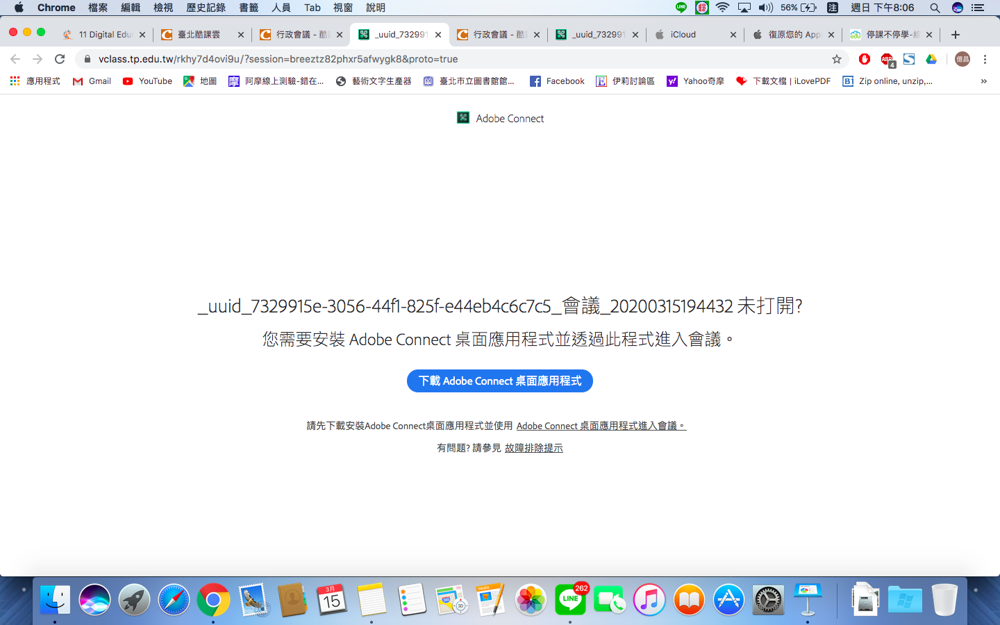 Chrome 檔案 編輯 檢視 歷史記錄 書籤 人員 Tab 視窗 說明 56% 注 週日 下午8:06
11 Digital Edu 臺北酷課雲 行政會議 - 酷 _uuid_732991 行政會議 - 酷 _uuid_732991 iCloud 復原您的 App 停課不停學-
vclass.tp.edu.tw/rkhy7d4ovi9u/?session=breeztz82phxr5afwygk8&proto=true 億昌
應用程式 Gmail YouTube 地圖 阿摩線上測驗-錯在... 藝術文字生產器 臺北市立圖書館館... Facebook 伊莉討論區 Yahoo奇摩 下載文檔 | iLovePDF Zip online, unzip,... »
Adobe Connect
_uuid_7329915e-3056-44f1-825f-e44eb4c6c7c5_會議_20200315194432 未打開?
您需要安裝 Adobe Connect 桌面應用程式並透過此程式進入會議。
下載 Adobe Connect 桌面應用程式
請先下載安裝Adobe Connect桌面應用程式並使用 Adobe Connect 桌面應用程式進入會議。
有問題? 請參見 故障排除提示
3月
15
PAGES
3D
LINE
262